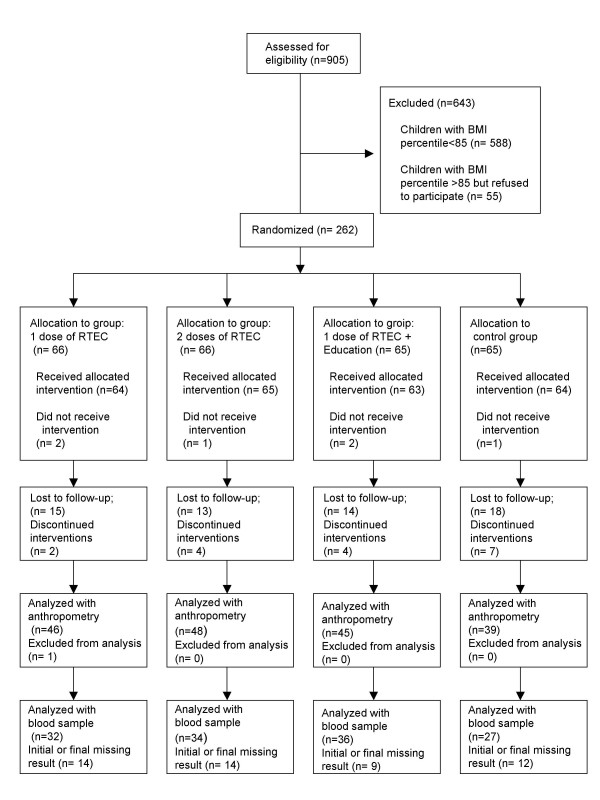 Assessed for
eligibility (n=905)
Excluded (n=643)
Children with BMI
percentile<85 (n= 588)
Children with BMI
percentile >85 but refused
to participate (n= 55)
Randomized (n= 262)
Allocation to group:
1 dose of RTEC
(n= 66)
Received allocated
intervention (n=64)
Did not receive
intervention
(n= 2)
Allocation to group:
2 doses of RTEC
(n= 66)
Received allocated
intervention (n= 65)
Did not receive
intervention
(n= 1)
Allocation to groip:
1 dose of RTEC +
Education (n= 65)
Received allocated
intervention (n= 63)
Did not receive
intervention
(n= 2)
Allocation to
control group
(n=65)
Received allocated
intervention (n= 64)
Did not receive
intervention
(n=1)
Lost to follow-up;
(n= 15)
Discontinued
interventions
(n= 2)
Lost to follow-up;
(n= 13)
Discontinued
interventions
(n= 4)
Lost to follow-up;
(n= 14)
Discontinued
interventions
(n= 4)
Lost to follow-up;
(n= 18)
Discontinued
interventions
(n= 7)
Analyzed with
anthropometry
(n=46)
Excluded from analysis
(n= 1)
Analyzed with
anthropometry
(n=48)
Excluded from analysis
(n= 0)
Analyzed with
anthropometry
(n=45)
Excluded from analysis
(n= 0)
Analyzed with
anthropometry
(n=39)
Excluded from analysis
(n= 0)
Analyzed with
blood sample
(n=32)
Initial or final missing
result (n= 14)
Analyzed with
blood sample
(n=34)
Initial or final missing
result (n= 14)
Analyzed with
blood sample
(n=36)
Initial or final missing
result (n= 9)
Analyzed with
blood sample
(n=27)
Initial or final missing
result (n= 12)